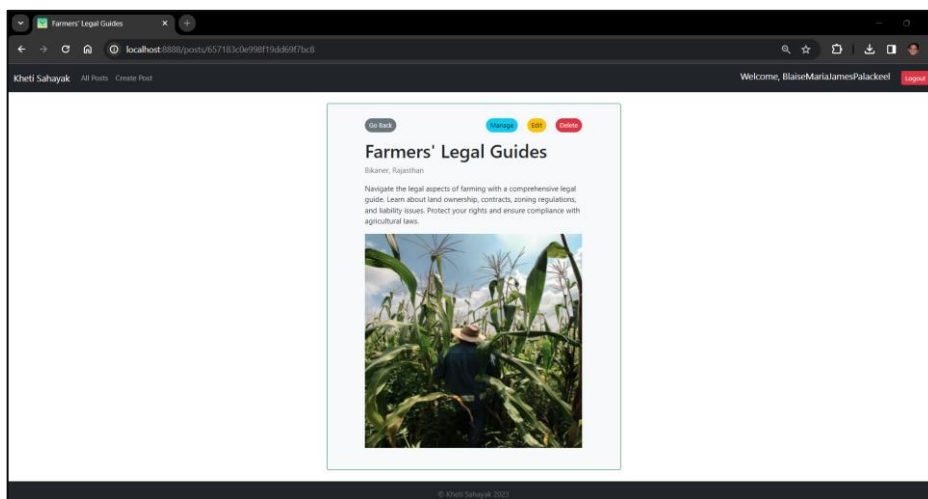 Farmers' Legal Guides
localhost:8888/posts/657183c0e998f19dd69f7bc8
Kheti Sahayak All Posts Create Post Welcome, BlaiseMariaJamesPalackeel Logout
Go Back Manage Edit Delete
Farmers' Legal Guides
Bikaner, Rajasthan
Navigate the legal aspects of farming with a comprehensive legal
guide. Learn about land ownership, contracts, zoning regulations,
and liability issues. Protect your rights and ensure compliance with
agricultural laws.
© Kheti Sahayak 2023